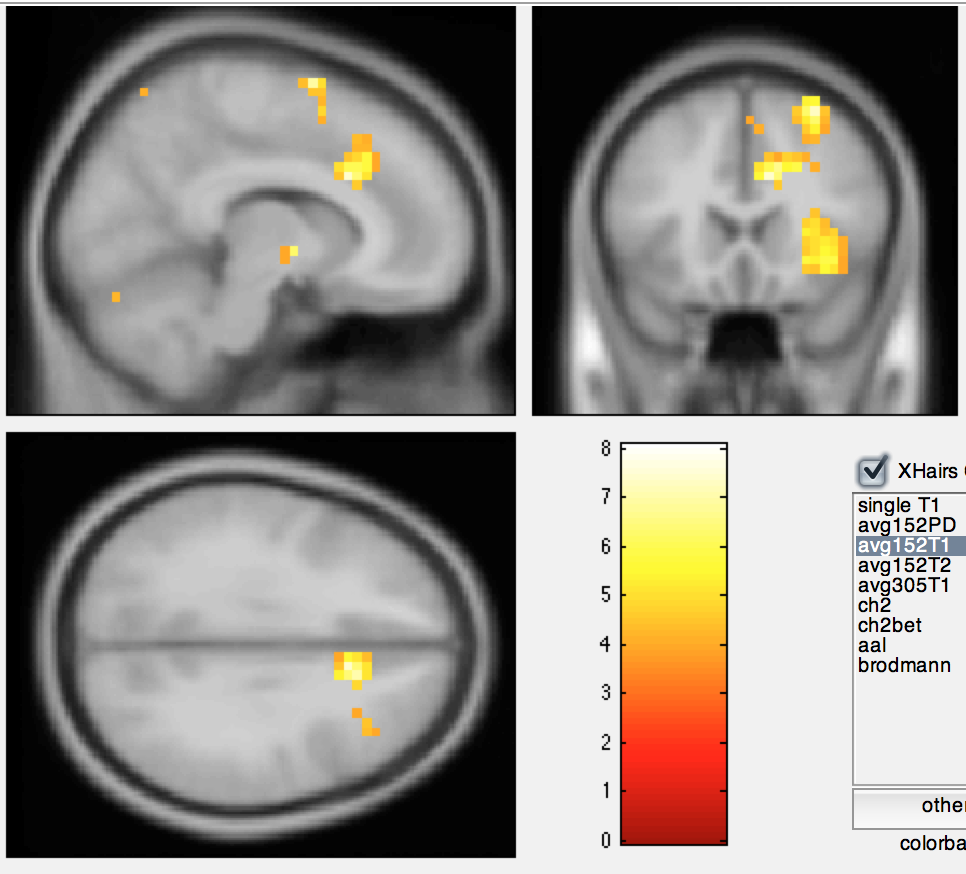 8
7
6
5
4
3
2
1
0
XHairs
single T1
avg152PD
avg152T1
avg152T2
avg305T1
ch2
ch2bet
aal
brodmann
other
colorba